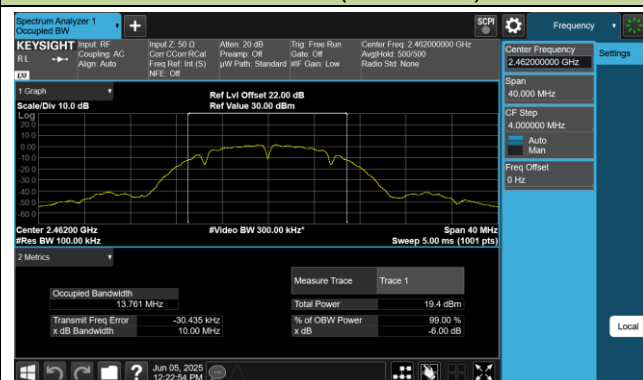 Spectrum Analyzer 1
Occupied BW
SCPI
Frequency
KEYSIGHT
RL
Input: RF
Coupling: AC
Align: Auto
Input Z: 50 Ω
Corr CCorr RCal
Freq Ref: Int (S)
NFE: Off
Atten: 20 dB
Preamp: Off
µW Path: Standard
Trig: Free Run
Gate: Off
#IF Gain: Low
Center Freq: 2.462000000 GHz
Avg|Hold: 500/500
Radio Std: None
Center Frequency
2.462000000 GHz
Settings
Span
40.000 MHz
CF Step
4.000000 MHz
Auto
Man
Freq Offset
0 Hz
Local
1 Graph
Scale/Div 10.0 dB
Ref Lvl Offset 22.00 dB
Ref Value 30.00 dBm
Log
20.0
10.0
0.00
-10.0
-20.0
-30.0
-40.0
-50.0
-60.0
Center 2.46200 GHz
#Res BW 100.00 kHz
#Video BW 300.00 kHz*
Span 40 MHz
Sweep 5.00 ms (1001 pts)
2 Metrics
Measure Trace Trace 1
Occupied Bandwidth
13.761 MHz
Total Power 19.4 dBm
Transmit Freq Error -30.435 kHz
% of OBW Power 99.00 %
x dB Bandwidth 10.00 MHz
x dB -6.00 dB
Jun 05, 2025
12:22:54 PM